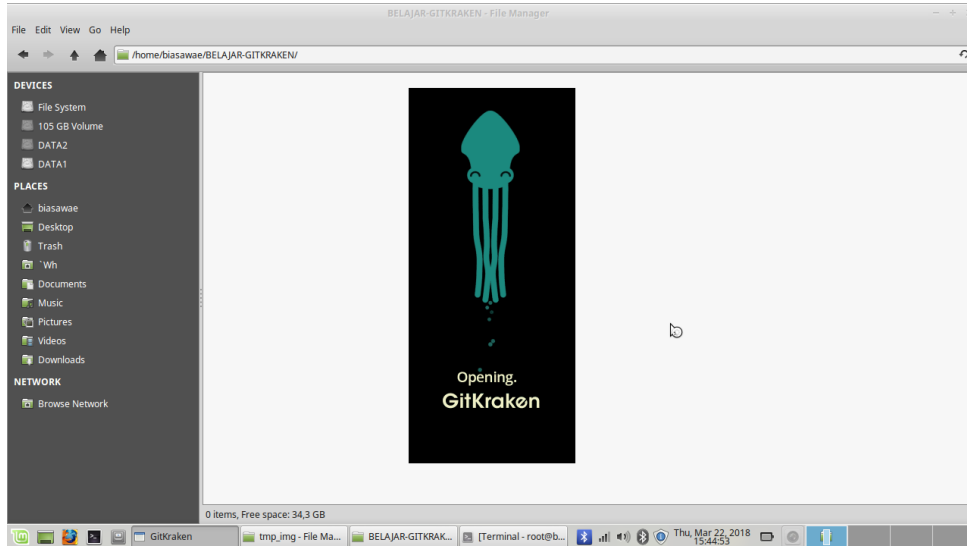 BELAJAR-GITKRAKEN - File Manager
File Edit View Go Help
/home/biasawae/BELAJAR-GITKRAKEN/
DEVICES
File System
105 GB Volume
DATA2
DATA1
PLACES
biasawae
Desktop
Trash
`Wh
Documents
Music
Pictures
Videos
Downloads
NETWORK
Browse Network
Opening.
GitKraken
0 items, Free space: 34,3 GB
GitKraken
tmp_img - File Ma...
BELAJAR-GITKRAK...
[Terminal - root@b...
Thu, Mar 22, 2018
15:44:53